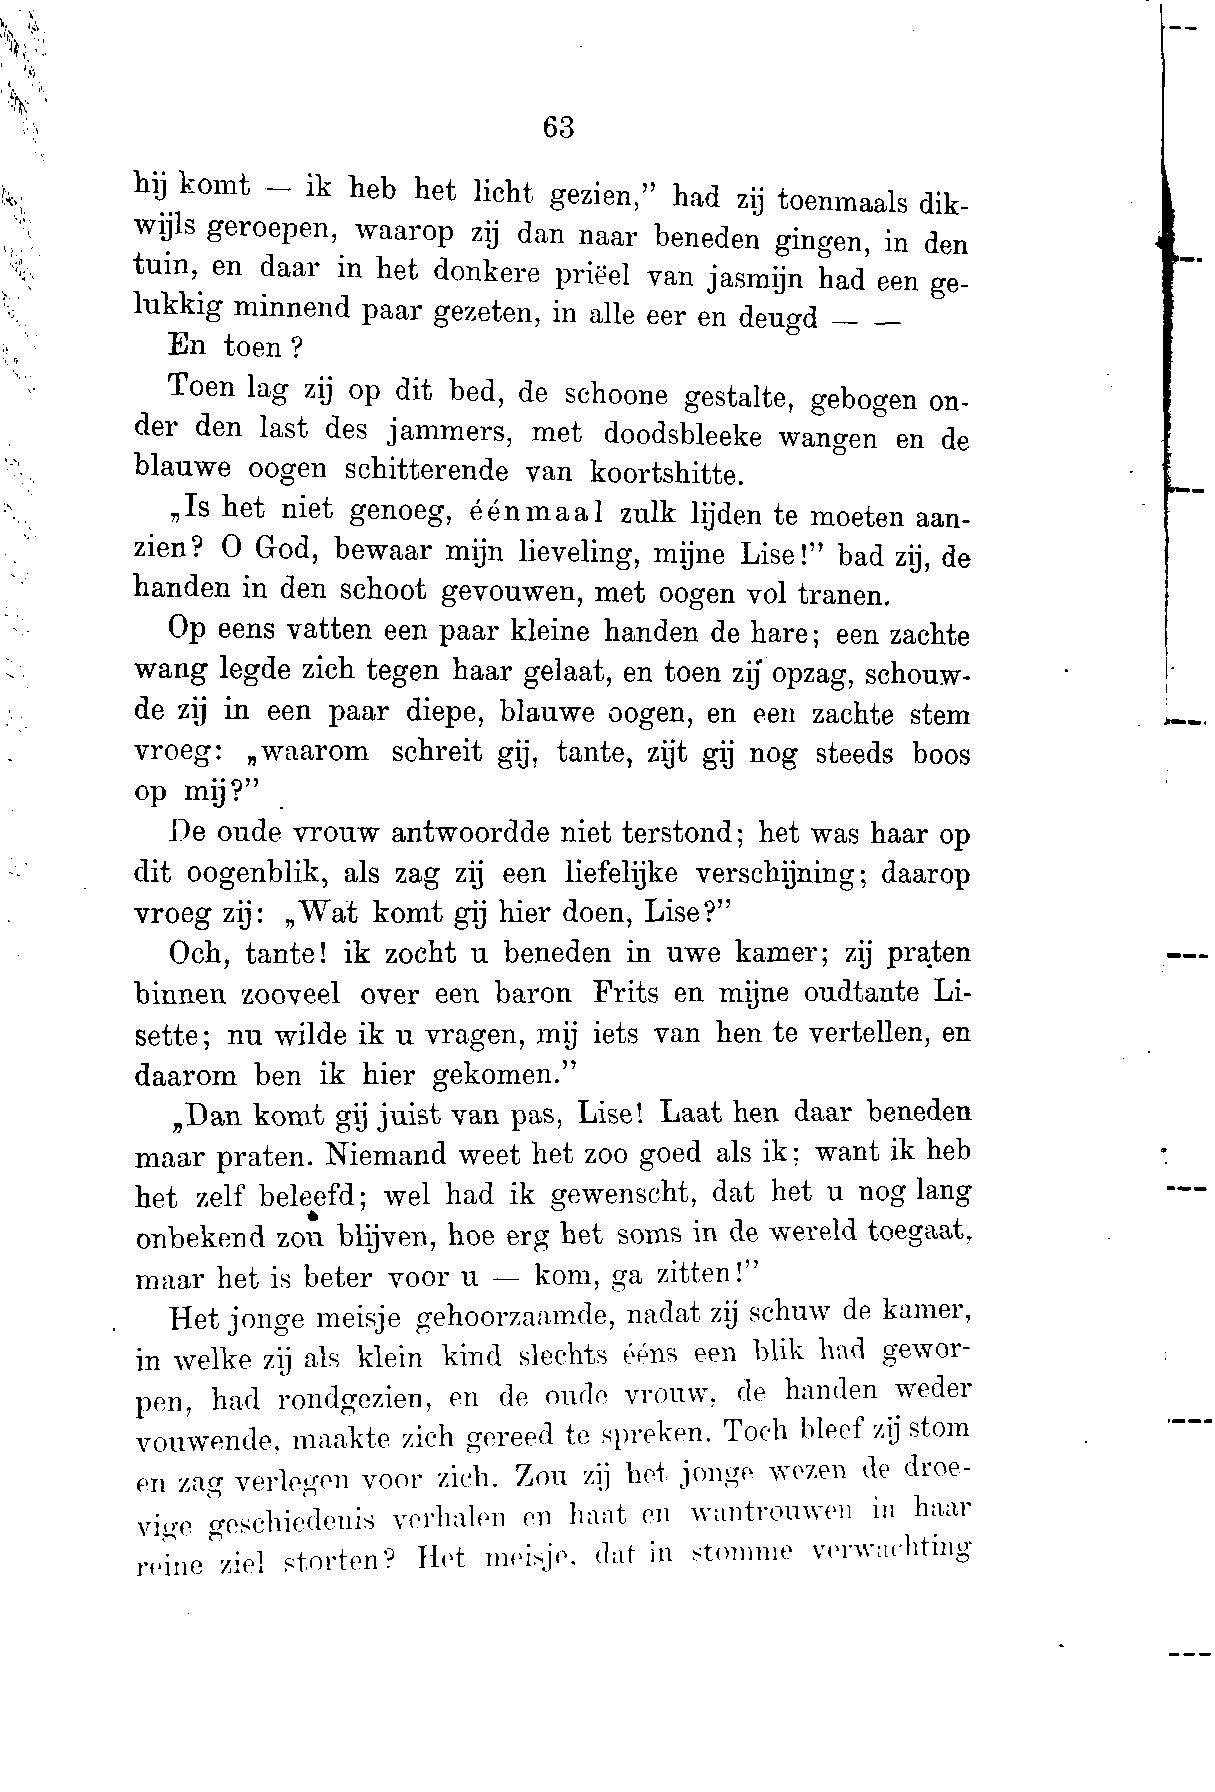 63
hij komt — ik heb het licht gezien,” had zij toenmaals dik-
wijls geroepen, waarop zij dan naar beneden gingen, in den
tuin, en daar in het donkere priëel van jasmijn had een ge-
lukkig minnend paar gezeten, in alle eer en deugd — —
En toen?
Toen lag zij op dit bed, de schoone gestalte, gebogen on-
der den last des jammers, met doodsbleeke wangen en de
blauwe oogen schitterende van koortshitte.
„Is het niet genoeg, éénmaal zulk lijden te moeten aan-
zien? O God, bewaar mijn lieveling, mijne Lise!” bad zij, de
handen in den schoot gevouwen, met oogen vol tranen.
Op eens vatten een paar kleine handen de hare; een zachte
wang legde zich tegen haar gelaat, en toen zij opzag, schouw-
de zij in een paar diepe, blauwe oogen, en een zachte stem
vroeg: „waarom schreit gij, tante, zijt gij nog steeds boos
op mij?”
De oude vrouw antwoordde niet terstond; het was haar op
dit oogenblik, als zag zij een liefelijke verschijning; daarop
vroeg zij: „Wat komt gij hier doen, Lise?”
Och, tante! ik zocht u beneden in uwe kamer; zij praten
binnen zooveel over een baron Frits en mijne oudtante Li-
sette; nu wilde ik u vragen, mij iets van hen te vertellen, en
daarom ben ik hier gekomen.”
„Dan komt gij juist van pas, Lise! Laat hen daar beneden
maar praten. Niemand weet het zoo goed als ik; want ik heb
het zelf beleefd; wel had ik gewenscht, dat het u nog lang
onbekend zou blijven, hoe erg het soms in de wereld toegaat,
maar het is beter voor u — kom, ga zitten!”
Het jonge meisje gehoorzaamde, nadat zij schuw de kamer,
in welke zij als klein kind slechts ééns een blik had gewor-
pen, had rondgezien, en de oude vrouw, de handen weder
vouwende, maakte zich gereed te spreken. Toch bleef zij stom
en zag verlegen voor zich. Zou zij het jonge wezen de droe-
vige geschiedenis verhalen en haat en wantrouwen in haar
reine ziel storten? Het meisje, dat in stomme verwachting